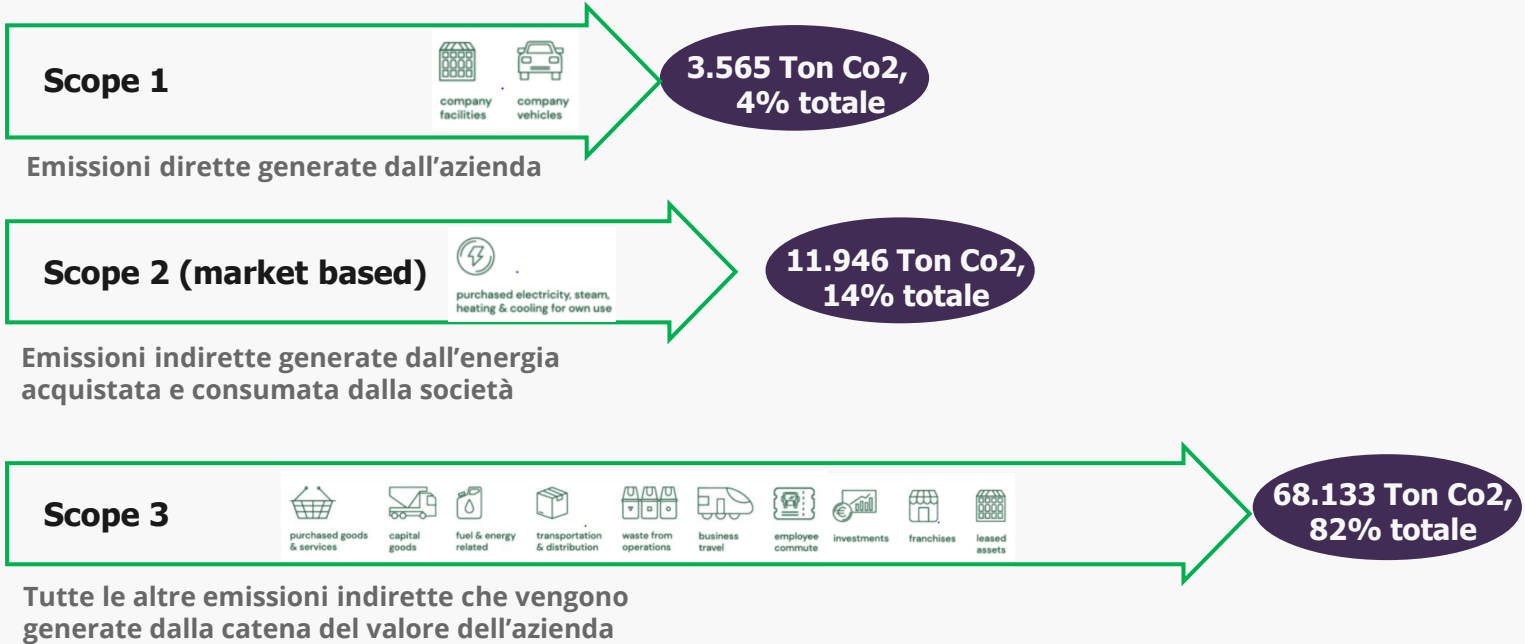 Scope 1
company
facilities
company
vehicles
3.565 Ton Co2,
4% totale
Emissioni dirette generate dall'azienda
Scope 2 (market based)
purchased electricity, steam,
heating & cooling for own use
11.946 Ton Co2,
14% totale
Emissioni indirette generate dall'energia
acquistata e consumata dalla società
Scope 3
purchased goods
& services
capital
goods
fuel & energy
related
transportation
& distribution
waste from
operations
business
travel
employee
commute
investments
franchises
leased
assets
68.133 Ton Co2,
82% totale
Tutte le altre emissioni indirette che vengono
generate dalla catena del valore dell'azienda